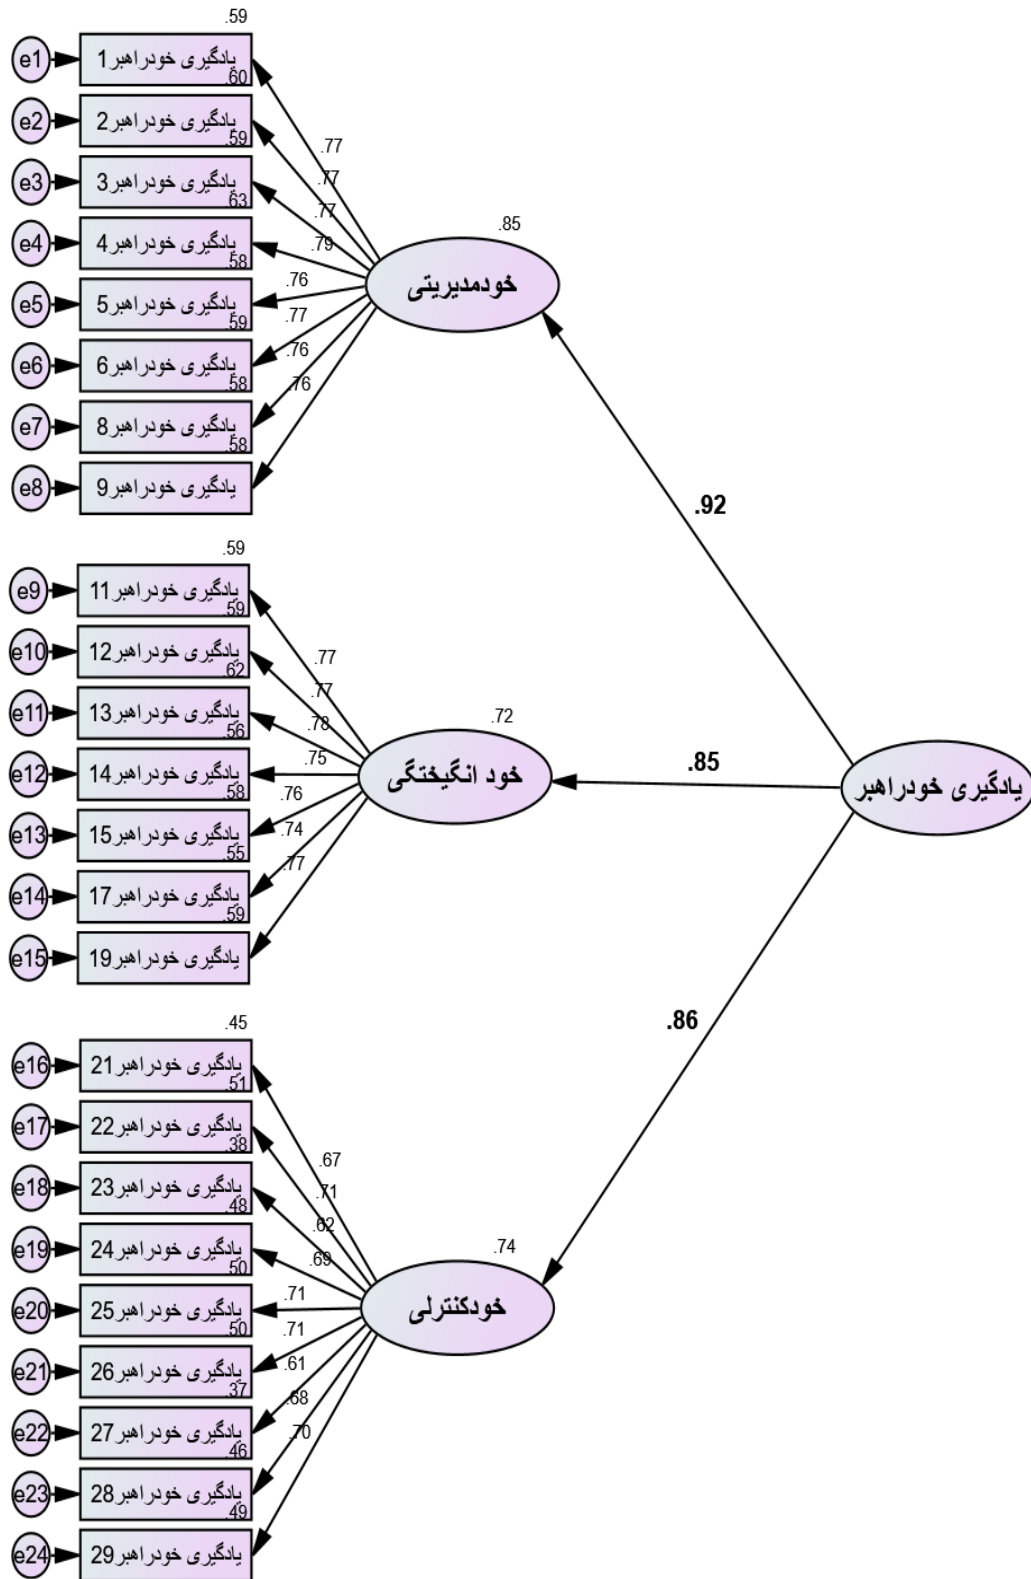 .59
e1 یادگیری خودراهبر1
.60
e2 یادگیری خودراهبر2
.59
.77
e3 یادگیری خودراهبر3
.77
.63
.77
e4 یادگیری خودراهبر4
.79
.85
.58
خودمدیریتی
e5 یادگیری خودراهبر5
.76
.59
.77
e6 یادگیری خودراهبر6
.76
.58
.76
e7 یادگیری خودراهبر8
.58
e8 یادگیری خودراهبر9
.92
.59
e9 یادگیری خودراهبر11
.59
e10 یادگیری خودراهبر12
.77
.62
.77
e11 یادگیری خودراهبر13
.78
.72
.56
.75
.85
e12 یادگیری خودراهبر14
خود انگیختگی
یادگیری خودراهبر
.58
.76
e13 یادگیری خودراهبر15
.74
.55
.77
e14 یادگیری خودراهبر17
.59
e15 یادگیری خودراهبر19
.86
.45
e16 یادگیری خودراهبر21
.51
e17 یادگیری خودراهبر22
.38
.67
e18 یادگیری خودراهبر23
.71
.48
.62
e19 یادگیری خودراهبر24
.69
.74
.50
.71
e20 یادگیری خودراهبر25
خودکنترلی
.50
.71
e21 یادگیری خودراهبر26
.61
.37
.68
e22 یادگیری خودراهبر27
.70
.46
e23 یادگیری خودراهبر28
.49
e24 یادگیری خودراهبر29